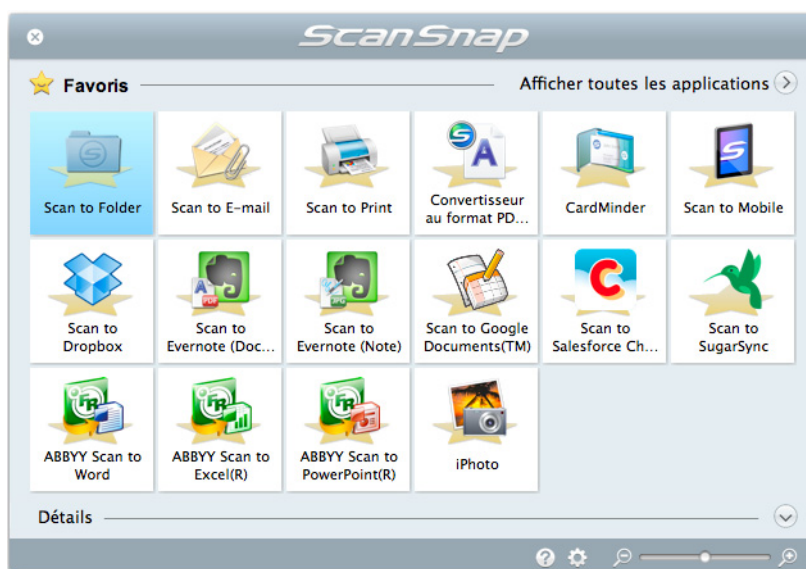 ScanSnap
Favoris
Afficher toutes les applications
Scan to Folder
Scan to E-mail
Scan to Print
Convertisseur
au format PD...
CardMinder
Scan to Mobile
Scan to
Dropbox
Scan to
Evernote (Doc...
Scan to
Evernote (Note)
Scan to Google
Documents(TM)
Scan to
Salesforce Ch...
Scan to
SugarSync
ABBYY Scan to
Word
ABBYY Scan to
Excel(R)
ABBYY Scan to
PowerPoint(R)
iPhoto
Détails